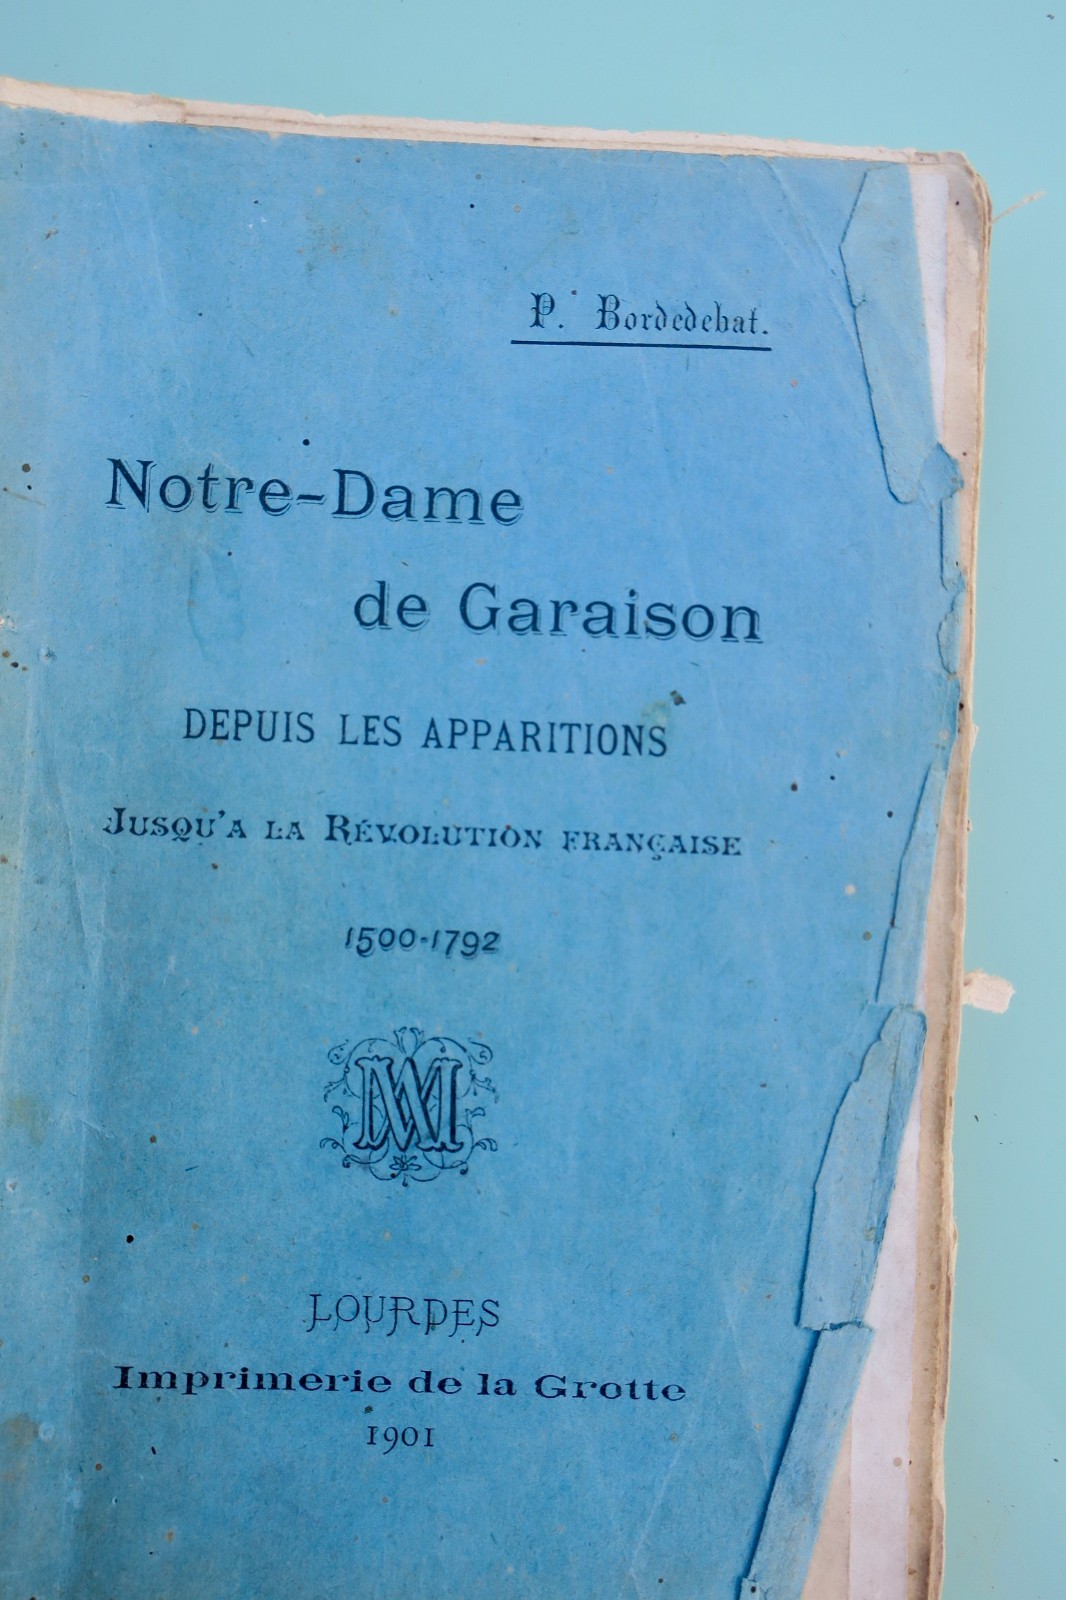 P. Bordedebat.
Notre-Dame
de Garaison
DEPUIS LES APPARITIONS
JUSQU'A LA RÉVOLUTION FRANÇAISE
1500-1792
AM
LOURDES
Imprimerie de la Grotte
1901